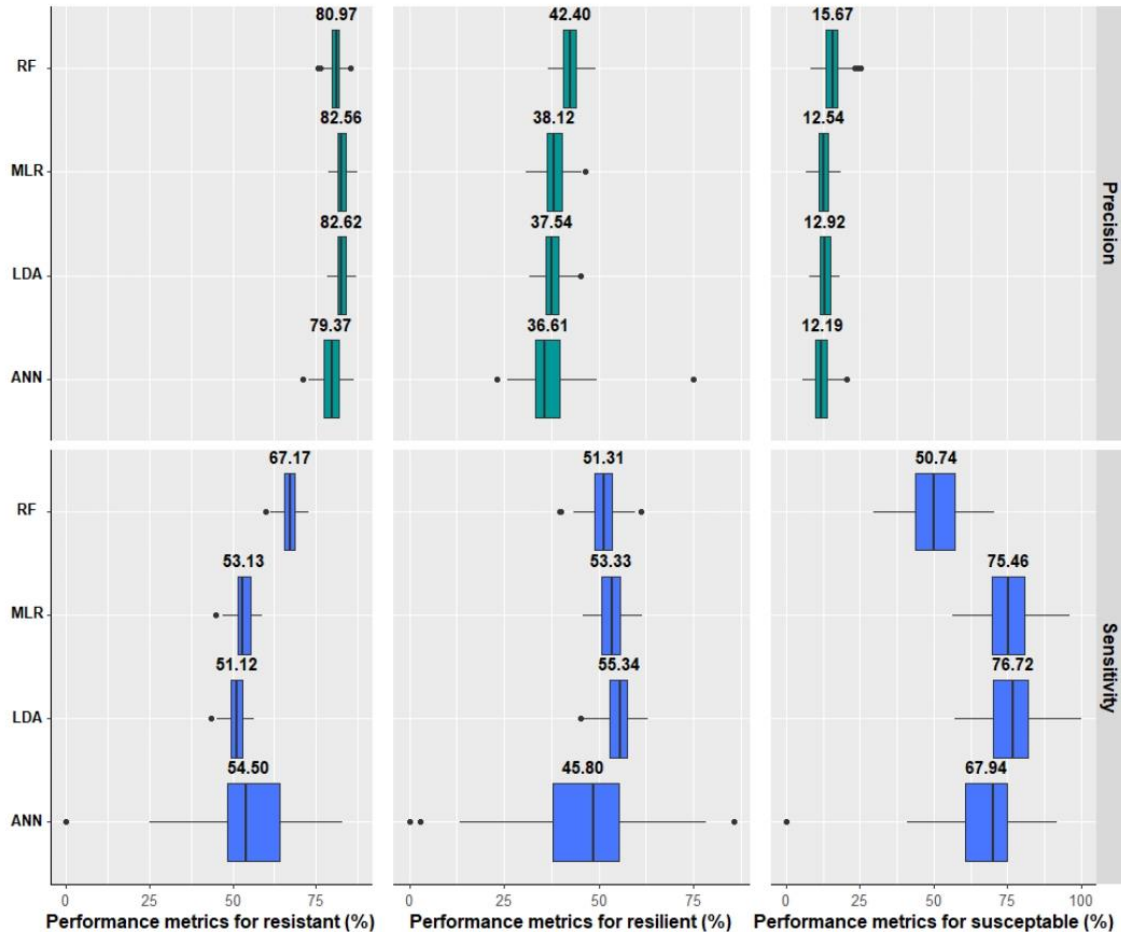 80.97 42.40 15.67
RF
82.56 38.12 12.54
MLR
82.62 37.54 12.92
LDA
79.37 36.61 12.19
ANN
Precision
67.17 51.31 50.74
RF
53.13 53.33 75.46
MLR
51.12 55.34 76.72
LDA
54.50 45.80 67.94
ANN
Sensitivity
0 25 50 75 0 25 50 75 0 25 50 75 100
Performance metrics for resistant (%) Performance metrics for resilient (%) Performance metrics for susceptable (%)